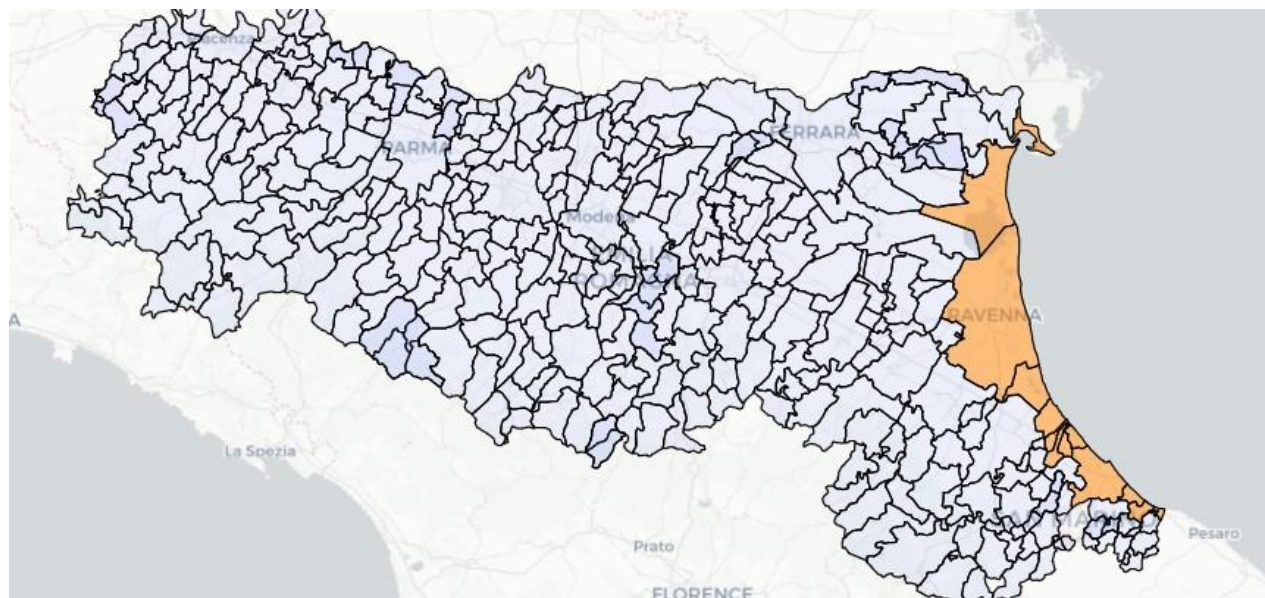 Piacenza
FERRARA
PARMA
Modena
EMILIA
ROMAGNA
RAVENNA
A
La Spezia
SAN MARINO
Pesaro
Prato
FLORENCE